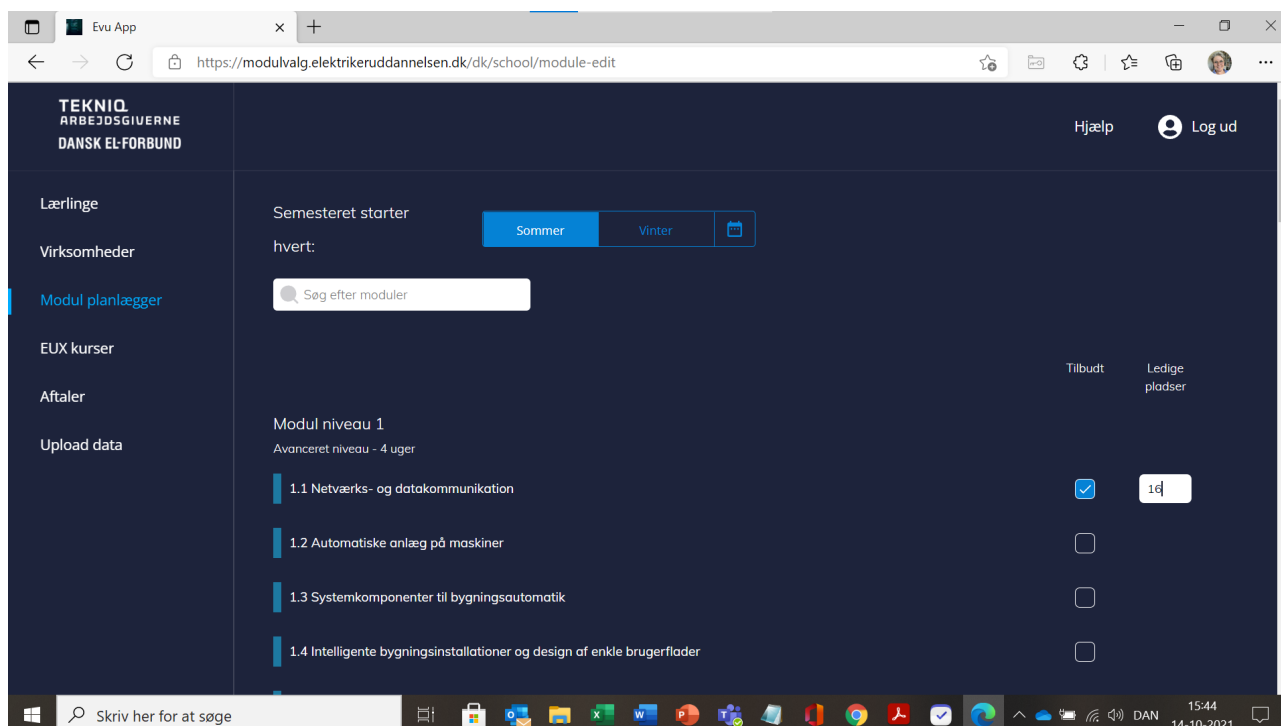 Evu App
https://modulvalg.elektrikeruddannelsen.dk/dk/school/module-edit
TEKNIQ
ARBEJDSGIVERNE
DANSK EL-FORBUND
Hjælp
Log ud
Lærlinge
Virksomheder
Modul planlægger
EUX kurser
Aftaler
Upload data
Semesteret starter
hvert:
Sommer
Vinter
Søg efter moduler
Tilbudt
Ledige
pladser
Modul niveau 1
Avanceret niveau - 4 uger
1.1 Netværks- og datakommunikation
16
1.2 Automatiske anlæg på maskiner
1.3 Systemkomponenter til bygningsautomatik
1.4 Intelligente bygningsinstallationer og design af enkle brugerflader
Skriv her for at søge
DAN
15:44
14-10-2021